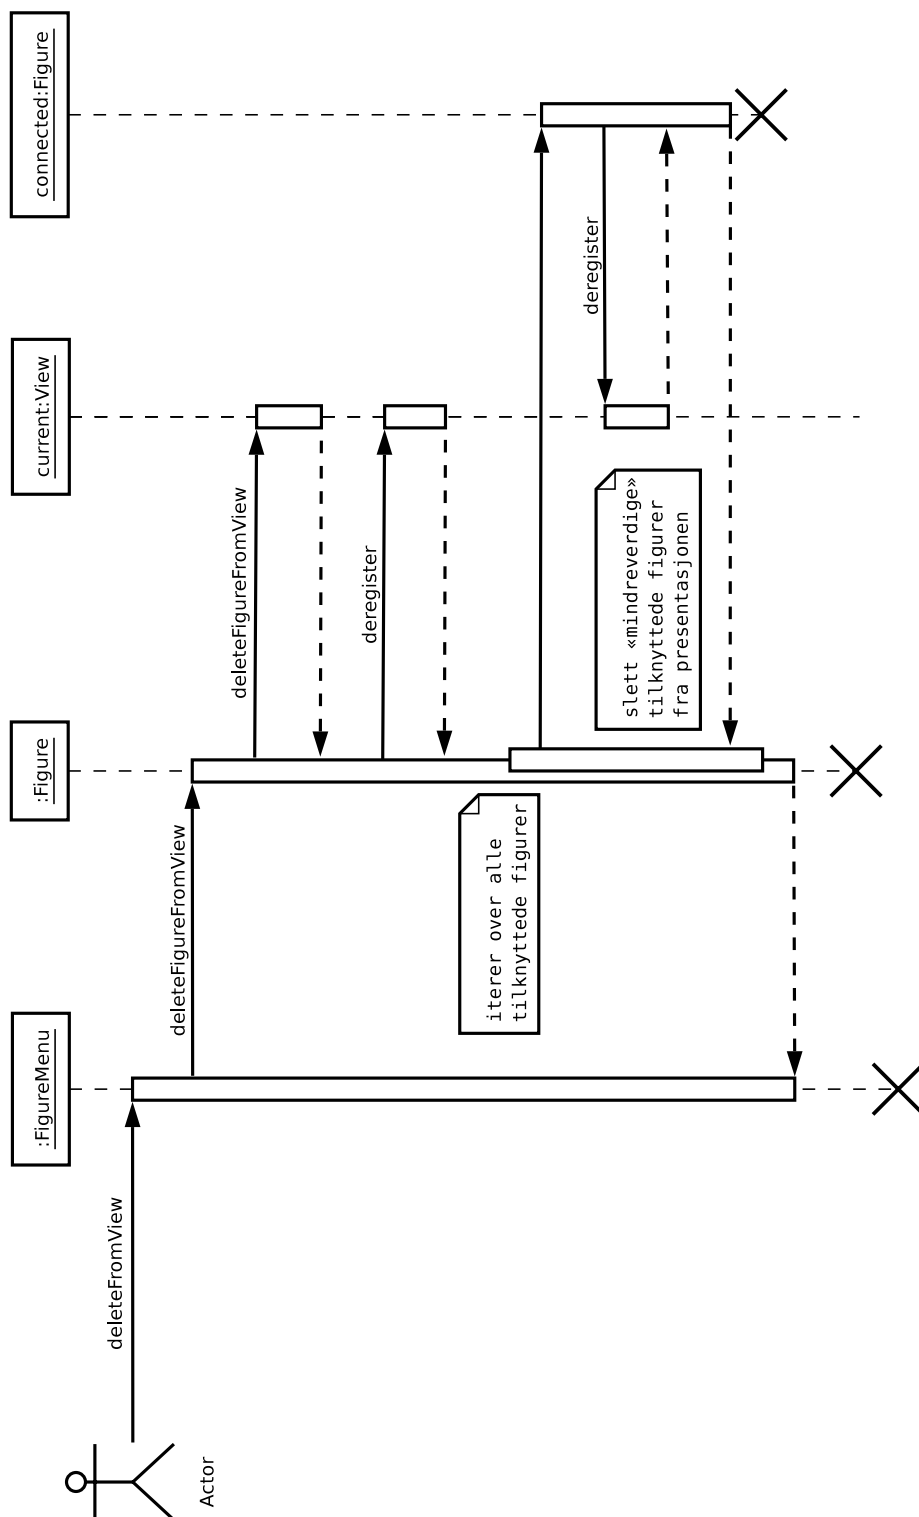 Actor
:FigureMenu
:Figure
current:View
connected:Figure
deleteFromView
deleteFigureFromView
deleteFigureFromView
deregister
iterer over alle
tilknyttede figurer
deregister
slett «mindreverdige»
tilknyttede figurer
fra presentasjonen